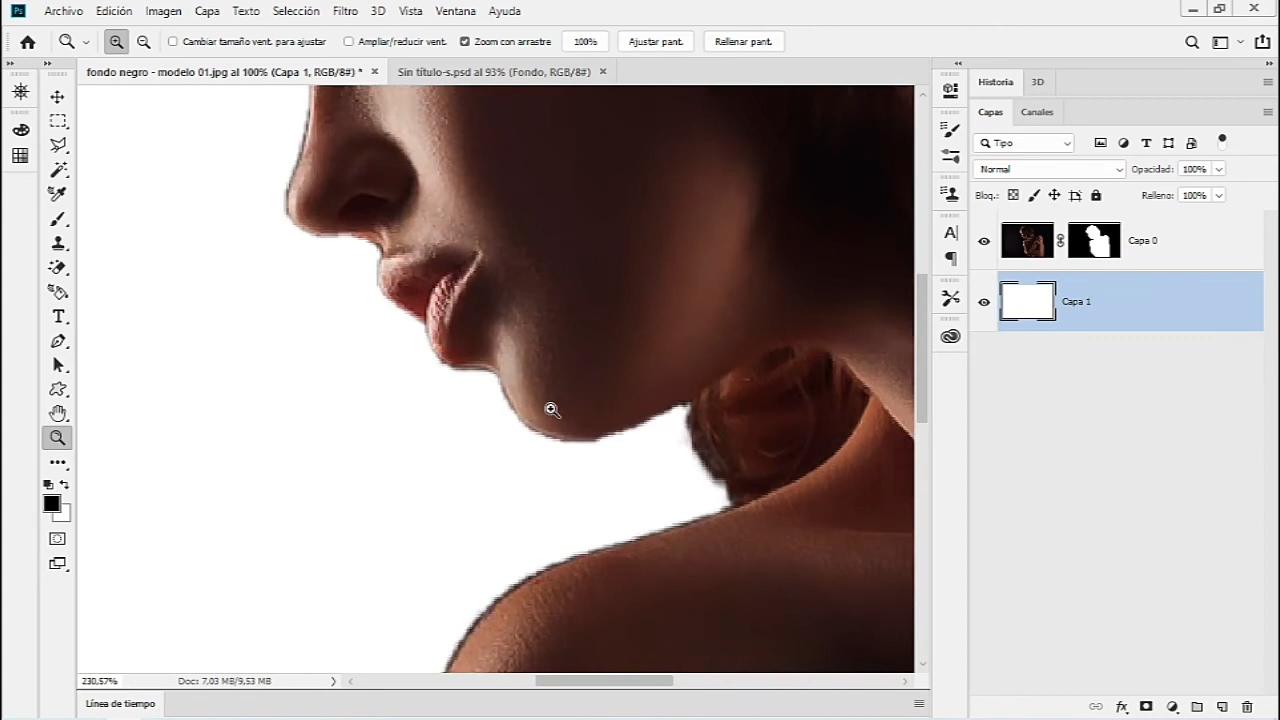 Ps Archivo Edición Imagen Capa Texto Selección Filtro 3D Vista Ventana Ayuda
Cambiar tamaño vent. Ampliar/reducir Zoom con arrastre 100% Ajustar pant. Rellenar pant.
fondo negro - modelo 01.jpg al 100% (Capa 1, RGB/8#) * Sin título-s.psd al 93% (Fondo, RGB/8#)
Historia 3D
Capas Canales
Tipo
Normal Opacidad: 100%
Bloq.: Relleno: 100%
Capa 0
Capa 1
230,57% Doc: 7,03 MB/9,53 MB
Línea de tiempo